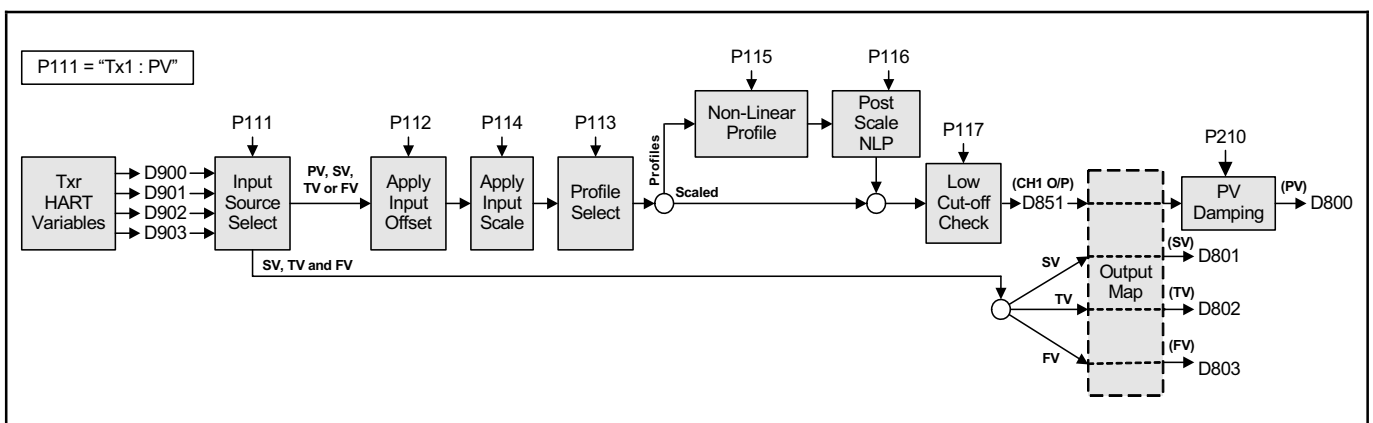 P111 = “Tx1 : PV”
P115
P116
Non-Linear
Profile
Post
Scale
NLP
P111
P112
P114
P113
P117
P210
Profiles
Txr
HART
Variables
D900
D901
D902
D903
Input
Source
Select
PV, SV,
TV or FV
Apply
Input
Offset
Apply
Input
Scale
Profile
Select
Scaled
Low
Cut-off
Check
(CH1 O/P)
D851
PV
Damping
(PV)
D800
SV, TV and FV
SV
TV
FV
Output
Map
(SV)
D801
(TV)
D802
(FV)
D803